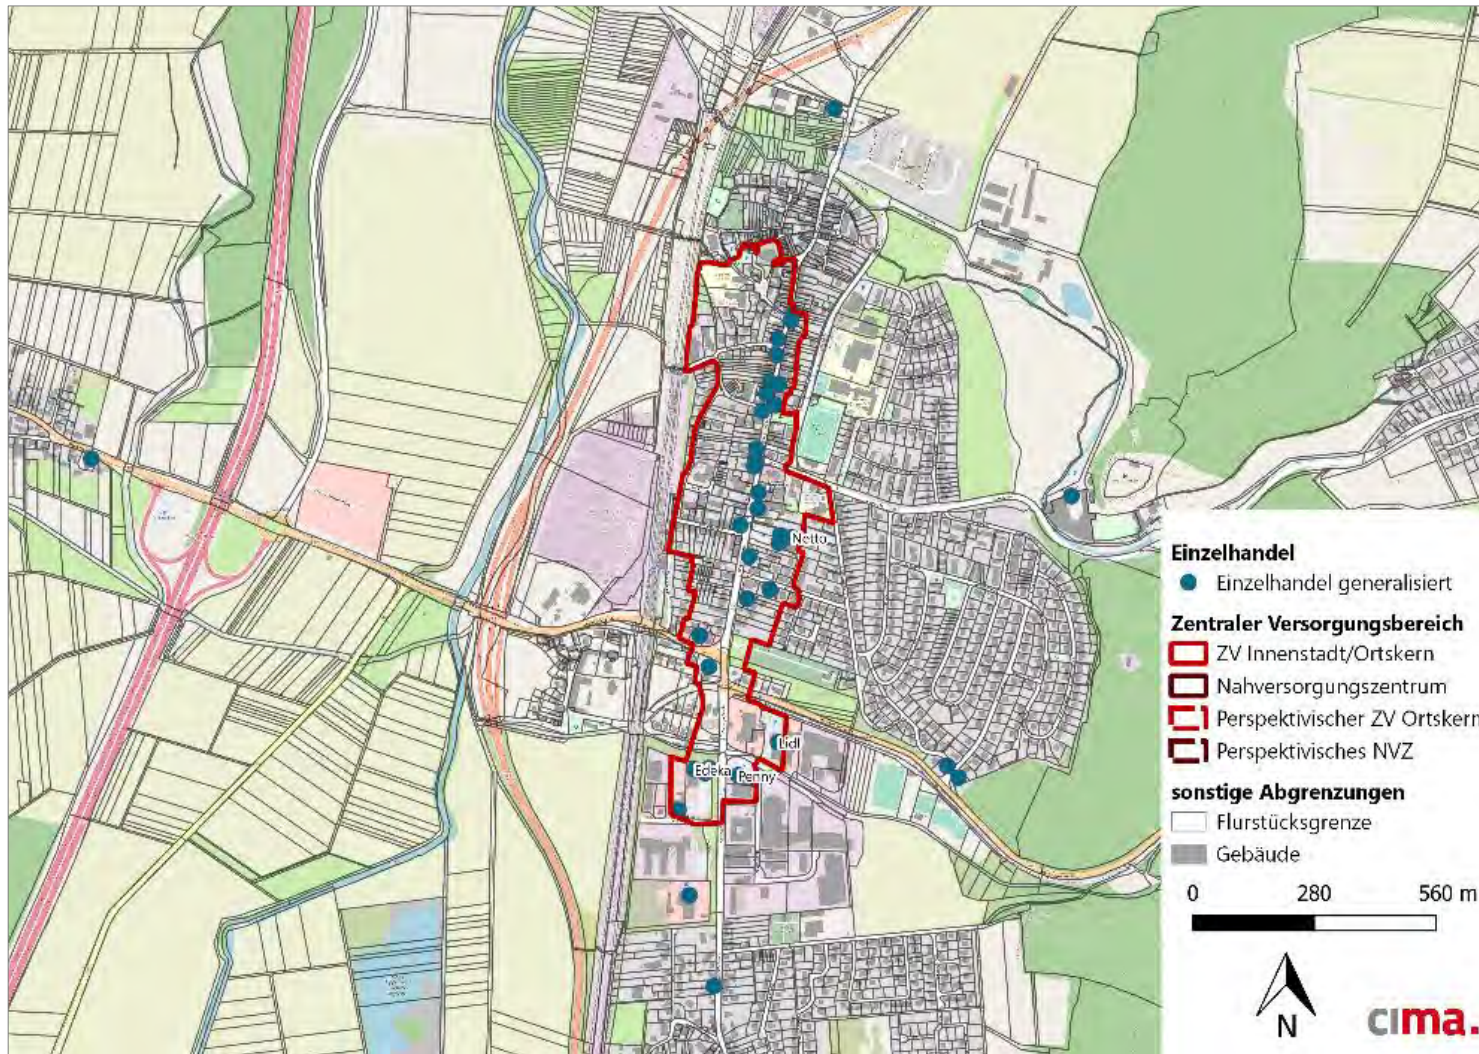 Netto
Lidl
Edeka
Penny
Einzelhandel
Einzelhandel generalisiert
Zentraler Versorgungsbereich
ZV Innenstadt/Ortskern
Nahversorgungszentrum
Perspektivischer ZV Ortskern
Perspektivisches NVZ
sonstige Abgrenzungen
Flurstücksgrenze
Gebäude
0 280 560 m
N
cima.